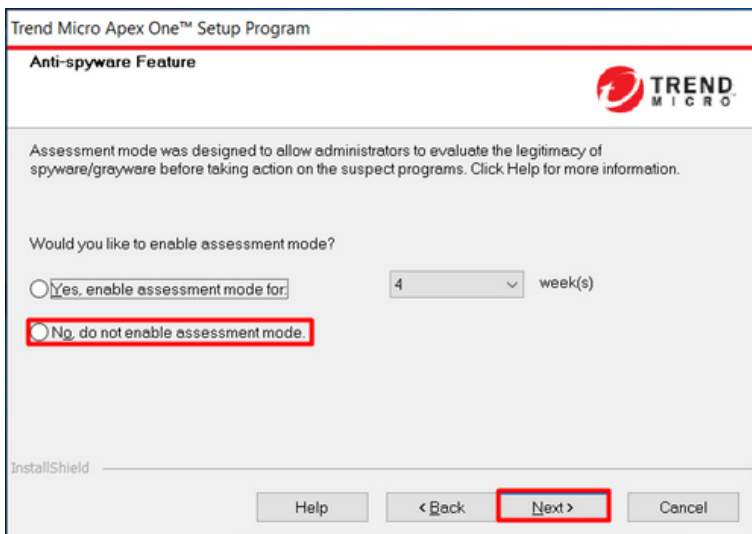 Trend Micro Apex One™ Setup Program
Anti-spyware Feature
TREND
MICRO
Assessment mode was designed to allow administrators to evaluate the legitimacy of
spyware/grayware before taking action on the suspect programs. Click Help for more information.
Would you like to enable assessment mode?
Yes, enable assessment mode for: 4 week(s)
No, do not enable assessment mode.
InstallShield
Help < Back Next > Cancel